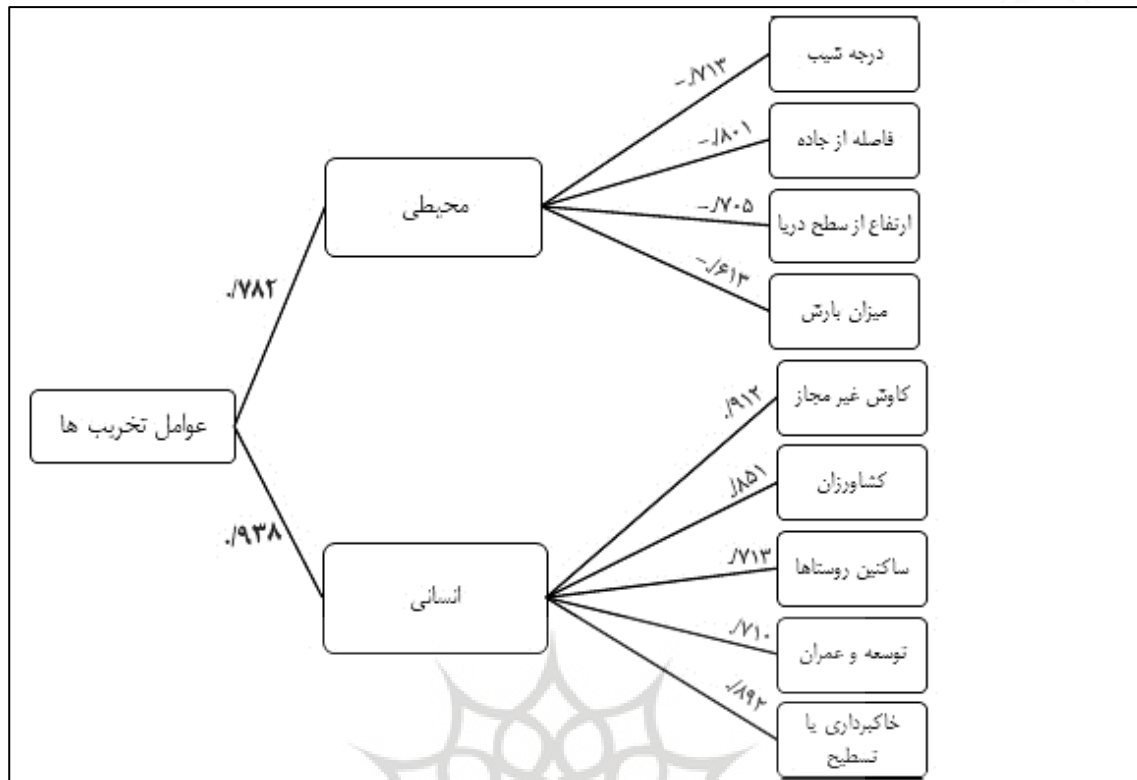 درجه شیب
-./۷۱۳
فاصله از جاده
-./۸۰۱
ارتفاع از سطح دریا
-./۷۰۵
میزان بارش
-./۶۱۳
محیطی
./۷۸۲
عوامل تخریب ها
./۹۳۸
انسانی
کاوش غیر مجاز
./۹۱۲
کشاورزان
./۸۵۱
ساکنین روستاها
./۷۱۳
توسعه و عمران
./۷۱۰
خاکبرداری یا
تسطیح
./۸۹۲